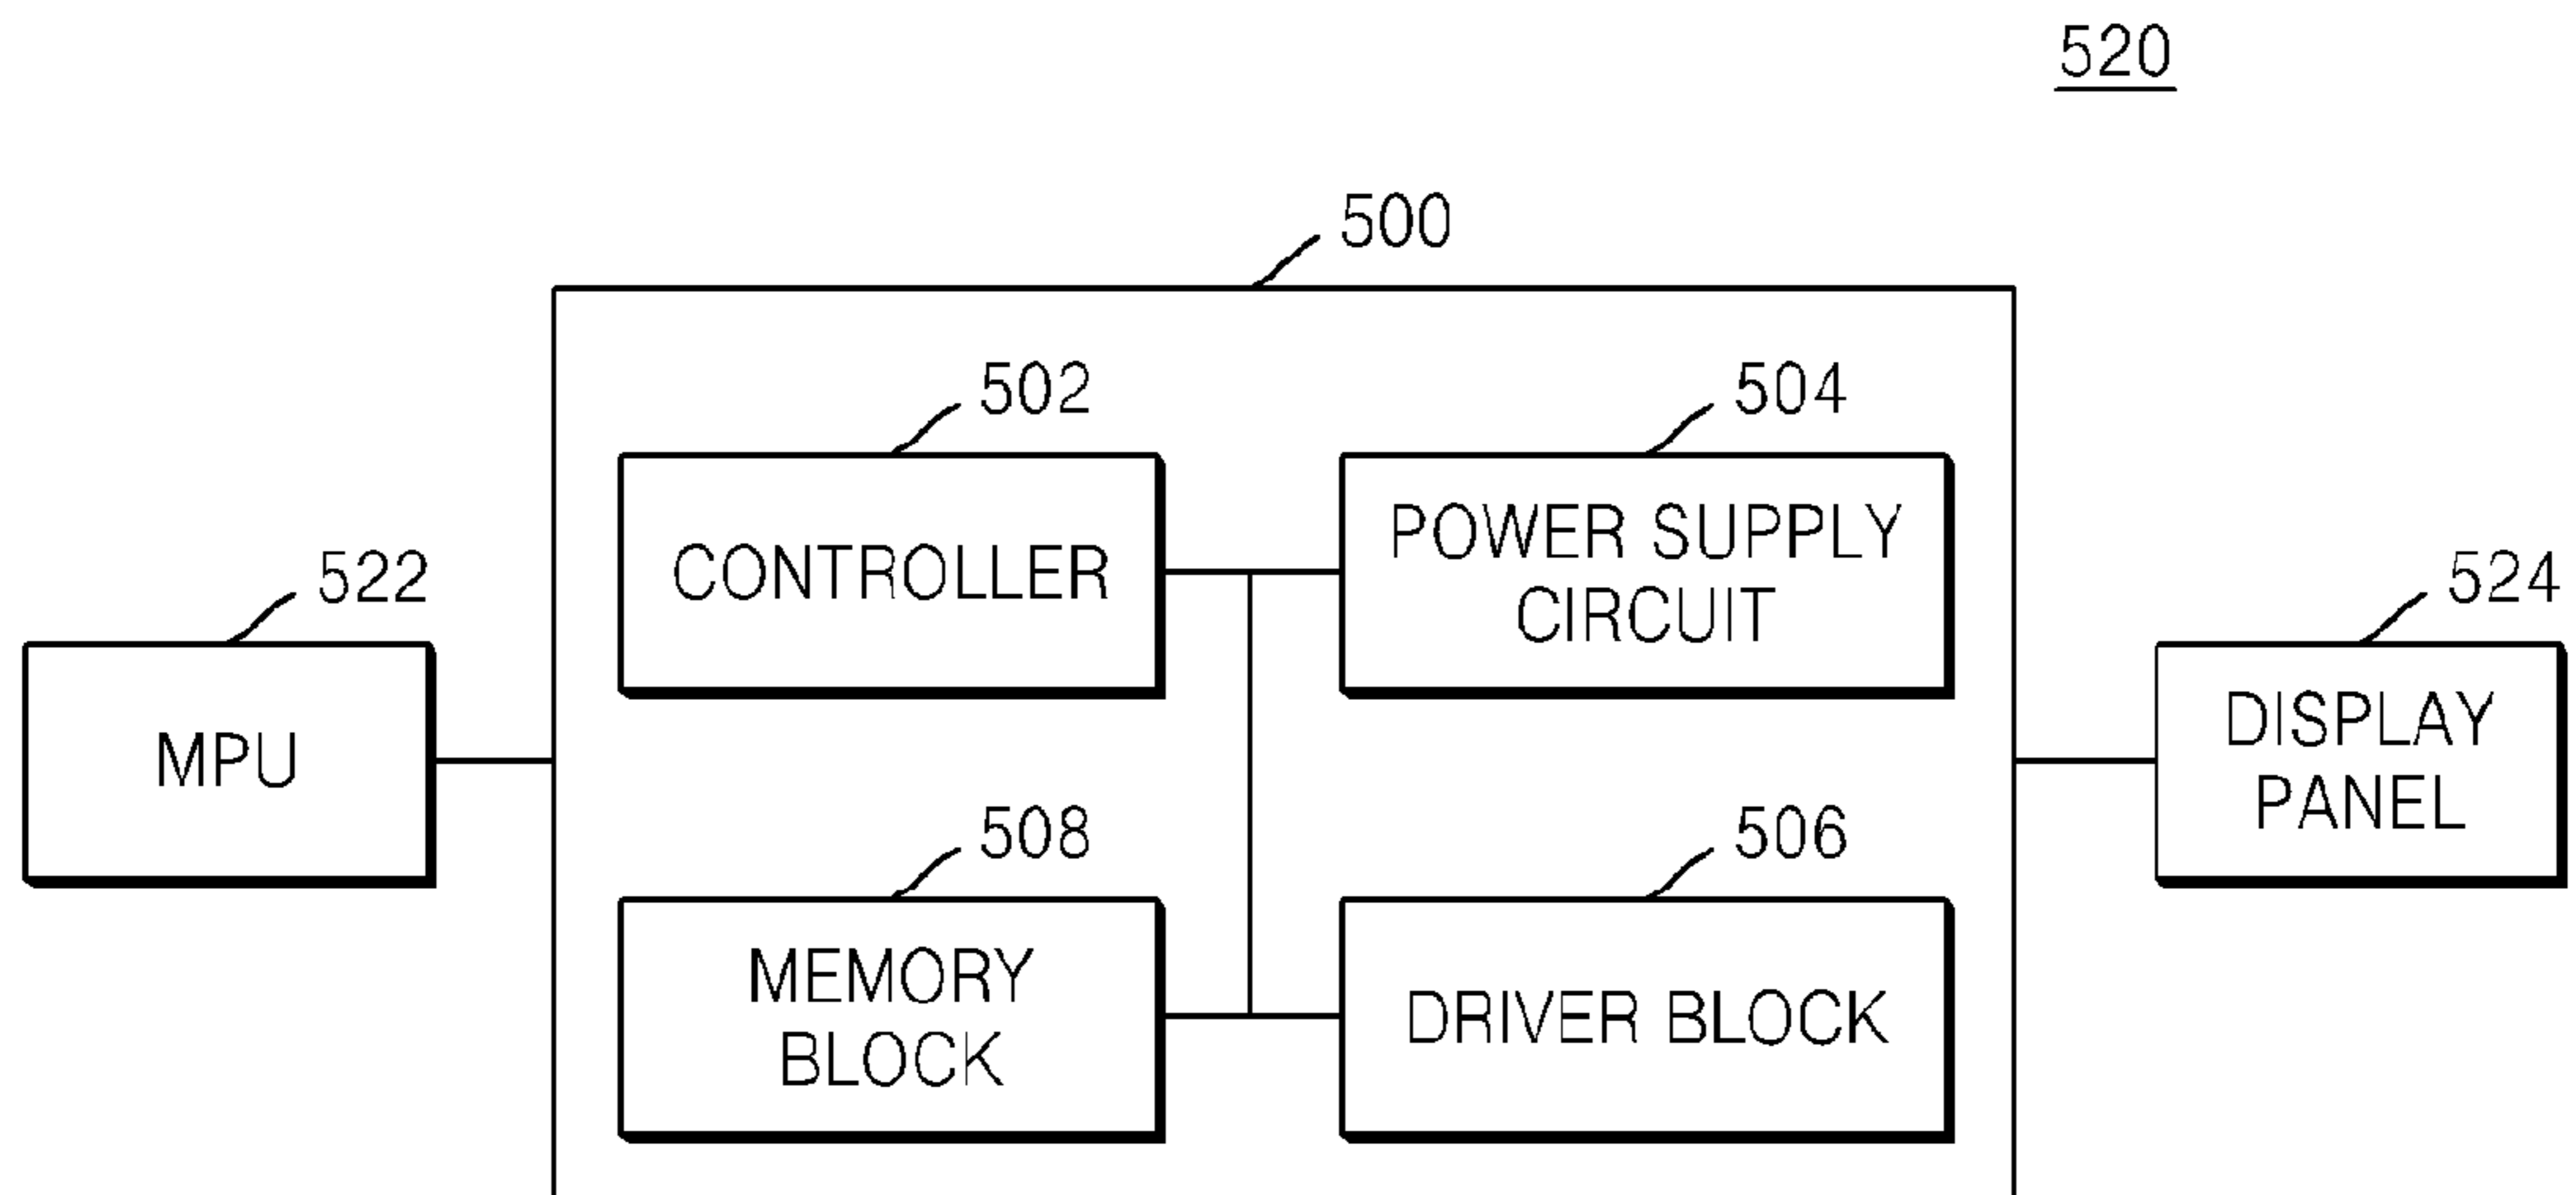 520
500
502
504
CONTROLLER
POWER SUPPLY
CIRCUIT
522
MPU
524
DISPLAY
PANEL
508
506
MEMORY
BLOCK
DRIVER BLOCK